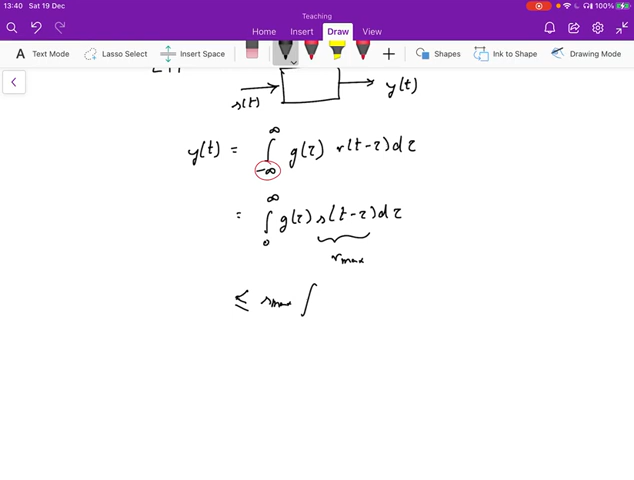 13:40 Sat 19 Dec
100%
Teaching
Home Insert Draw View
A Text Mode Lasso Select Insert Space + Shapes Ink to Shape Drawing Mode
s(t) y(t)
y(t) = ∫_{-∞}^{∞} g(τ) r(t-τ)dτ
= ∫_{0}^{∞} g(τ) s(t-τ)dτ
r_max
≤ s_max ∫